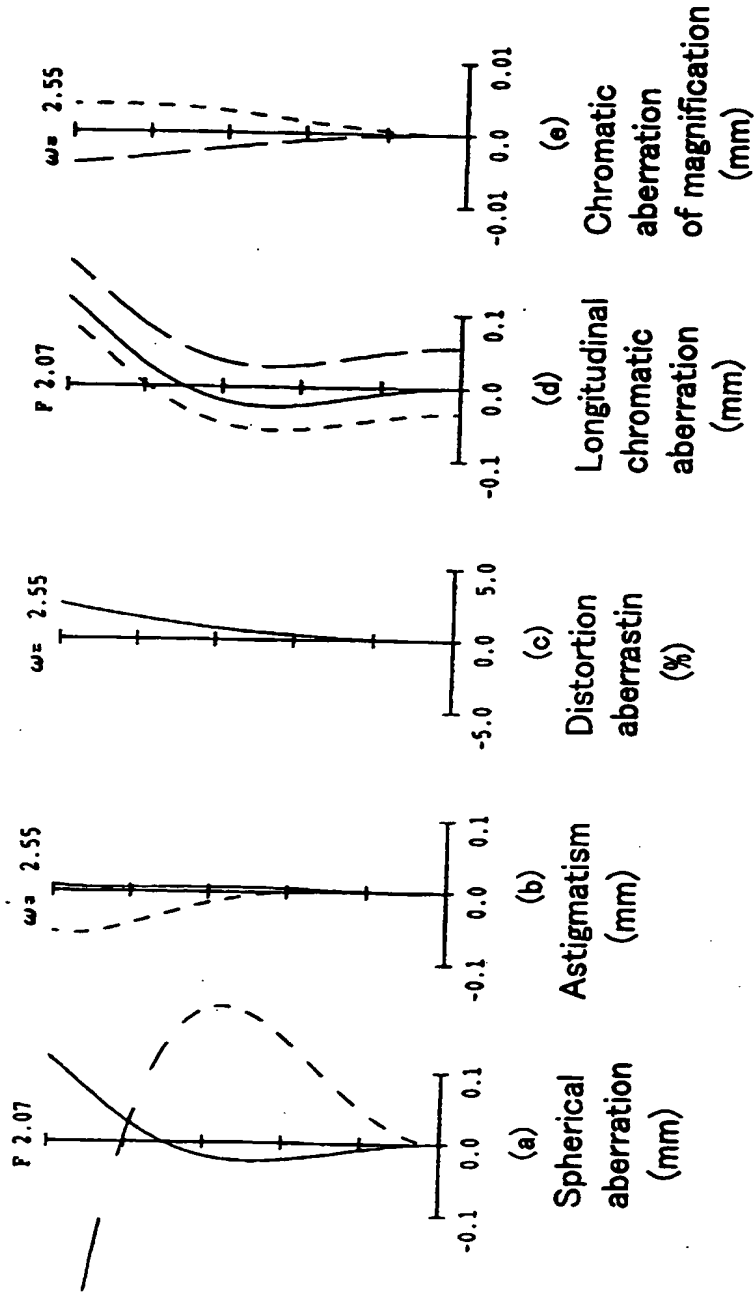 F 2.07
-0.1 0.0 0.1
(a)
Spherical
aberration
(mm)
ω= 2.55
-0.1 0.0 0.1
(b)
Astigmatism
(mm)
ω= 2.55
-5.0 0.0 5.0
(c)
Distortion
aberrastin
(%)
F 2.07
-0.1 0.0 0.1
(d)
Longitudinal
chromatic
aberration
(mm)
ω= 2.55
-0.01 0.0 0.01
(e)
Chromatic
aberration
of magnification
(mm)